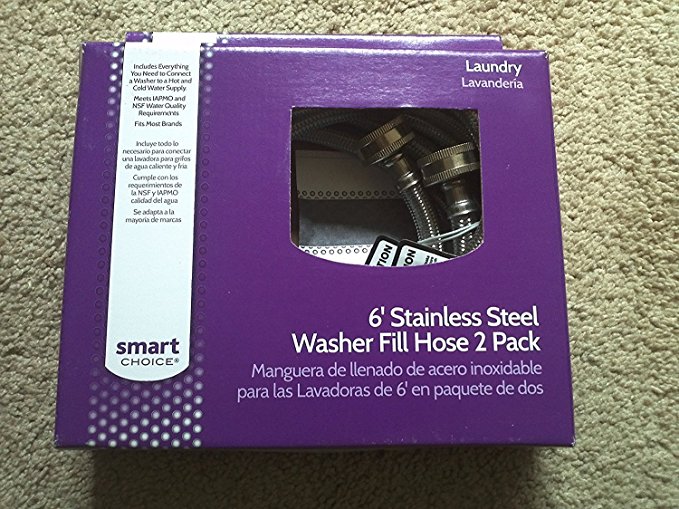 Includes Everything
You Need to Connect
a Washer to a Hot and
Cold Water Supply.
Meets IAPMO and
NSF Water Quality
Requirements
Fits Most Brands
Incluye todo lo
necesario para conectar
una lavadora para grifos
de agua caliente y fría
Cumple con los
requerimientos de
la NSF y IAPMO
calidad del agua
Se adapta a la
mayoría de marcas
smart
CHOICE®
Laundry
Lavandería
6' Stainless Steel
Washer Fill Hose 2 Pack
Manguera de llenado de acero inoxidable
para las Lavadoras de 6' en paquete de dos